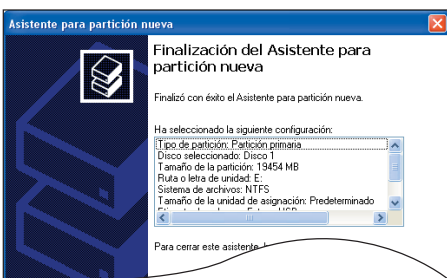 Asistente para partición nueva
Finalización del Asistente para
partición nueva
Finalizó con éxito el Asistente para partición nueva.
Ha seleccionado la siguiente configuración:
Tipo de partición: Partición primaria
Disco seleccionado: Disco 1
Tamaño de la partición: 19454 MB
Ruta o letra de unidad: E:
Sistema de archivos: NTFS
Tamaño de la unidad de asignación: Predeterminado
Para cerrar este asistente,